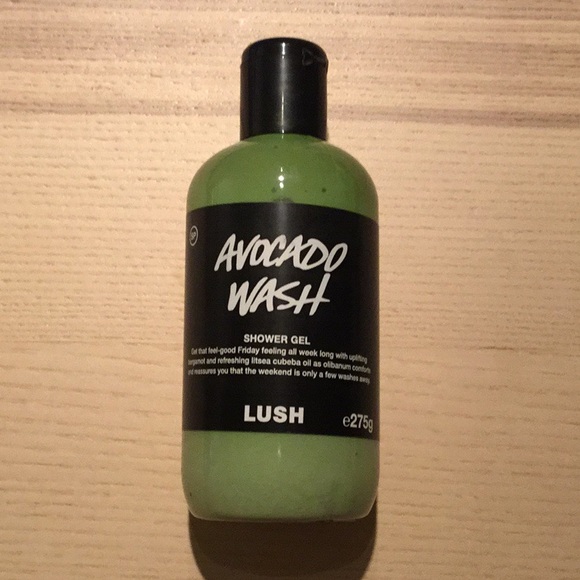 AVOCADO
WASH
SHOWER GEL
Get that feel-good Friday feeling all week long with uplifting
bergamot and refreshing litsea cubeba oil as olibanum comforts
and reassures you that the weekend is only a few washes away.
LUSH
e275g